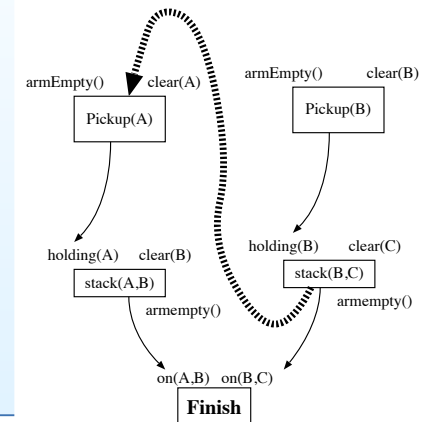 armEmpty() clear(A)
Pickup(A)
armEmpty() clear(B)
Pickup(B)
holding(A) clear(B)
stack(A,B)
armempty()
holding(B) clear(C)
stack(B,C)
armempty()
on(A,B) on(B,C)
Finish